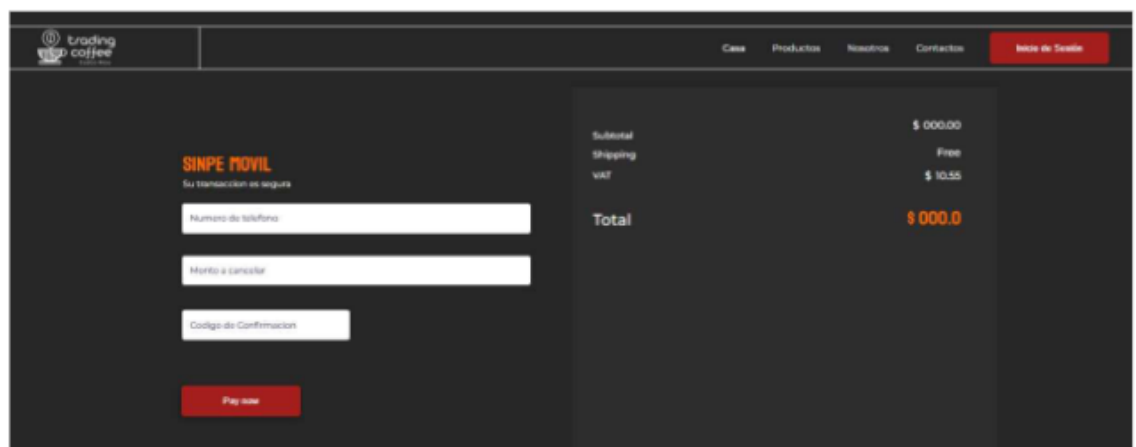 trading
coffee
Casa Productos Nosotros Contactos Inicio de Sesión
SINPE MOVIL
Su transaccion es segura
Numero de telefono
Monto a cancelar
Codigo de Confirmacion
Pay now
Subtotal $ 000.00
Shipping Free
VAT $ 10.55
Total $ 000.0